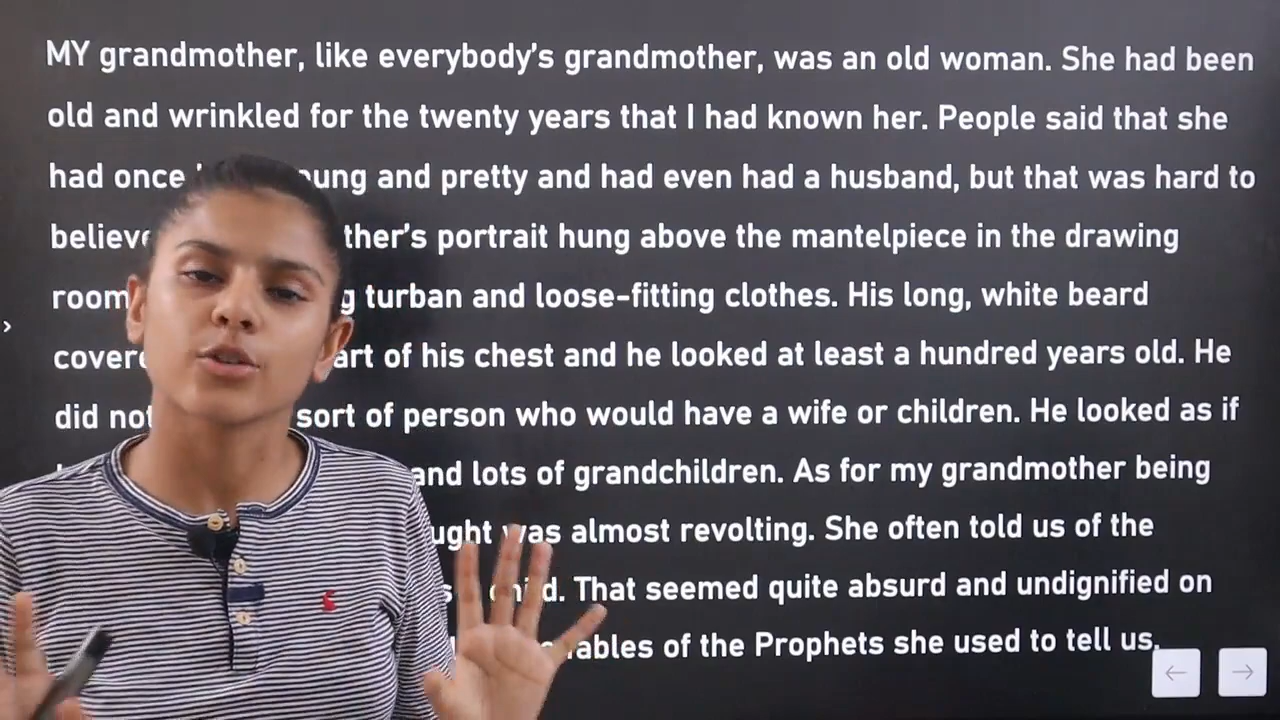 MY grandmother, like everybody's grandmother, was an old woman. She had been
old and wrinkled for the twenty years that I had known her. People said that she
had once and pretty and had even had a husband, but that was hard to
portrait hung above the mantelpiece in the drawing
turban and loose-fitting clothes. His long, white beard
of his chest and he looked at least a hundred years old. He
did sort of person who would have a wife or children. He looked as if
and lots of grandchildren. As for my grandmother being
was almost revolting. She often told us of the
That seemed quite absurd and undignified on
of the Prophets she used to tell us.